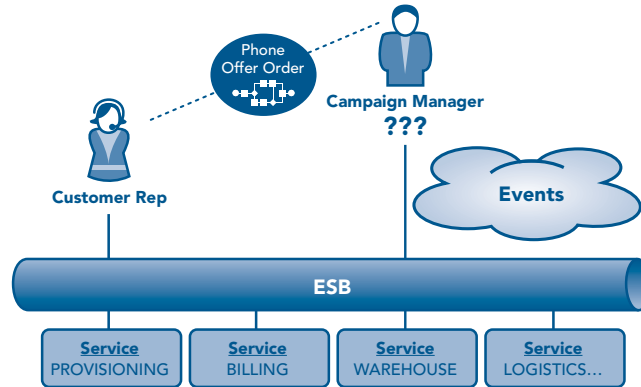 Phone
Offer Order
Campaign Manager
???
Customer Rep
Events
ESB
Service
PROVISIONING
Service
BILLING
Service
WAREHOUSE
Service
LOGISTICS...